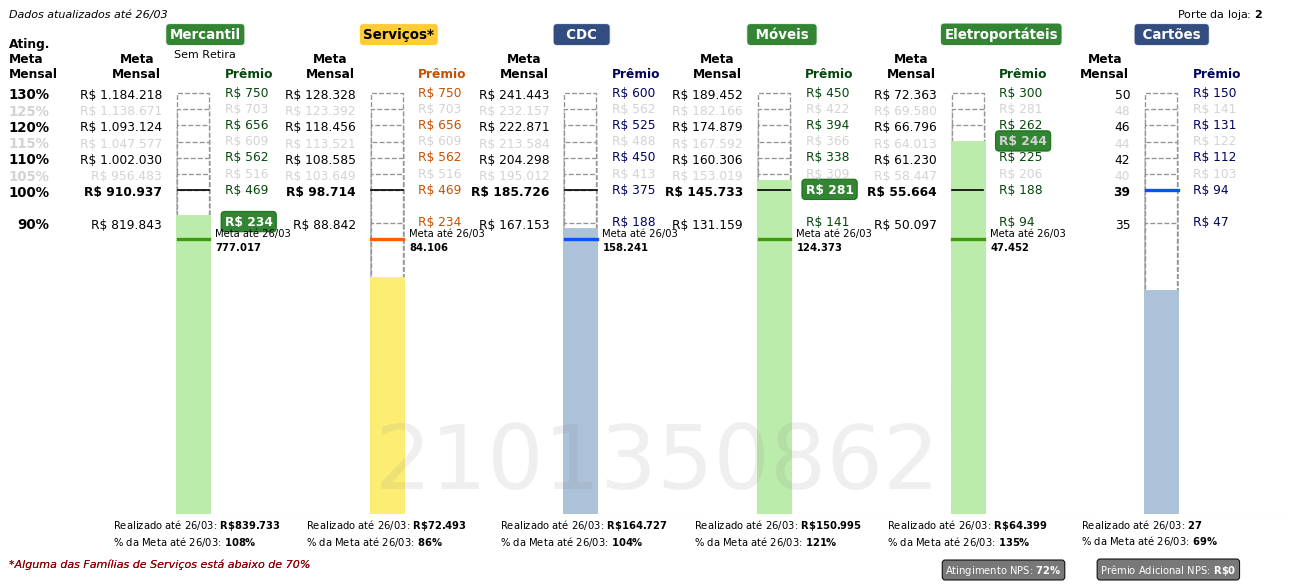 Dados atualizados até 26/03
Porte da loja: 2
Mercantil Serviços* CDC Móveis Eletroportáteis Cartões
Sem Retira
Ating. Meta Mensal
Meta Mensal Prêmio Meta Mensal Prêmio Meta Mensal Prêmio Meta Mensal Prêmio Meta Mensal Prêmio Meta Mensal Prêmio
130% R$ 1.184.218 R$ 750 R$ 128.328 R$ 750 R$ 241.443 R$ 600 R$ 189.452 R$ 450 R$ 72.363 R$ 300 50 R$ 150
125% R$ 1.138.671 R$ 703 R$ 123.392 R$ 703 R$ 232.157 R$ 562 R$ 182.166 R$ 422 R$ 69.580 R$ 281 48 R$ 141
120% R$ 1.093.124 R$ 656 R$ 118.456 R$ 656 R$ 222.871 R$ 525 R$ 174.879 R$ 394 R$ 66.796 R$ 262 46 R$ 131
115% R$ 1.047.577 R$ 609 R$ 113.521 R$ 609 R$ 213.584 R$ 488 R$ 167.592 R$ 366 R$ 64.013 R$ 244 44 R$ 122
110% R$ 1.002.030 R$ 562 R$ 108.585 R$ 562 R$ 204.298 R$ 450 R$ 160.306 R$ 338 R$ 61.230 R$ 225 42 R$ 112
105% R$ 956.483 R$ 516 R$ 103.649 R$ 516 R$ 195.012 R$ 413 R$ 153.019 R$ 309 R$ 58.447 R$ 206 40 R$ 103
100% R$ 910.937 R$ 469 R$ 98.714 R$ 469 R$ 185.726 R$ 375 R$ 145.733 R$ 281 R$ 55.664 R$ 188 39 R$ 94
90% R$ 819.843 R$ 234 R$ 88.842 R$ 234 R$ 167.153 R$ 188 R$ 131.159 R$ 141 R$ 50.097 R$ 94 35 R$ 47
Meta até 26/03 Meta até 26/03 Meta até 26/03 Meta até 26/03 Meta até 26/03
777.017 84.106 158.241 124.373 47.452
2101350862
Realizado até 26/03: R$839.733 Realizado até 26/03: R$72.493 Realizado até 26/03: R$164.727 Realizado até 26/03: R$150.995 Realizado até 26/03: R$64.399 Realizado até 26/03: 27
% da Meta até 26/03: 108% % da Meta até 26/03: 86% % da Meta até 26/03: 104% % da Meta até 26/03: 121% % da Meta até 26/03: 135% % da Meta até 26/03: 69%
*Alguma das Famílias de Serviços está abaixo de 70%
Atingimento NPS: 72% Prêmio Adicional NPS: R$0